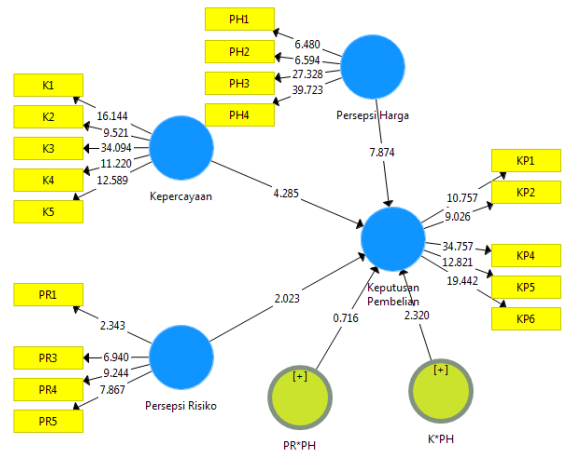 PH1
PH2
PH3
PH4
6.480
6.594
27.328
39.723
Persepsi Harga
7.874
K1
K2
K3
K4
K5
16.144
9.521
34.094
11.220
12.589
Kepercayaan
4.285
KP1
KP2
KP4
KP5
KP6
10.757
9.026
34.757
12.821
19.442
Keputusan
Pembelian
2.023
PR1
PR3
PR4
PR5
2.343
6.940
9.244
7.867
Persepsi Risiko
0.716
2.320
[+]
PR*PH
[+]
K*PH